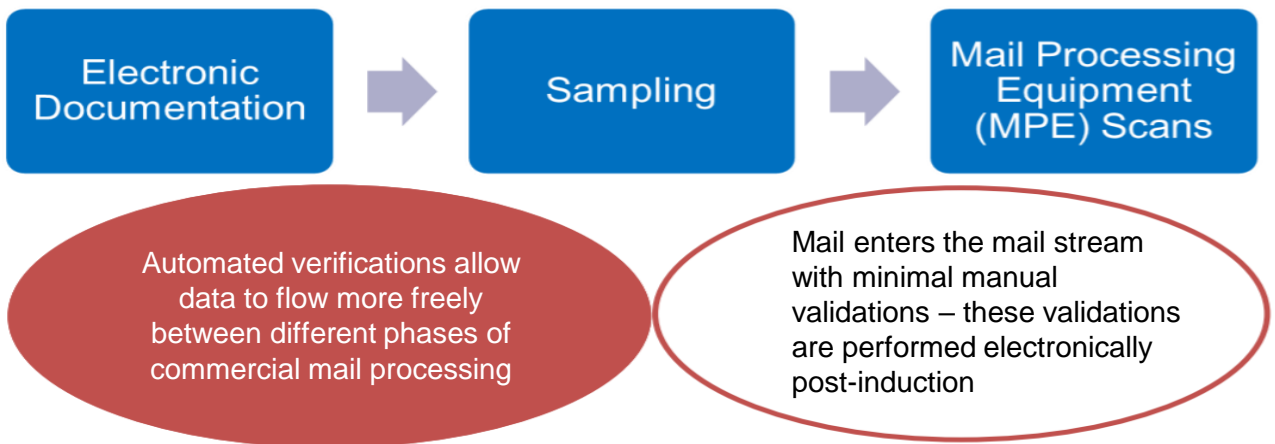 Electronic
Documentation
Sampling
Mail Processing
Equipment
(MPE) Scans
Automated verifications allow
data to flow more freely
between different phases of
commercial mail processing
Mail enters the mail stream
with minimal manual
validations – these validations
are performed electronically
post-induction